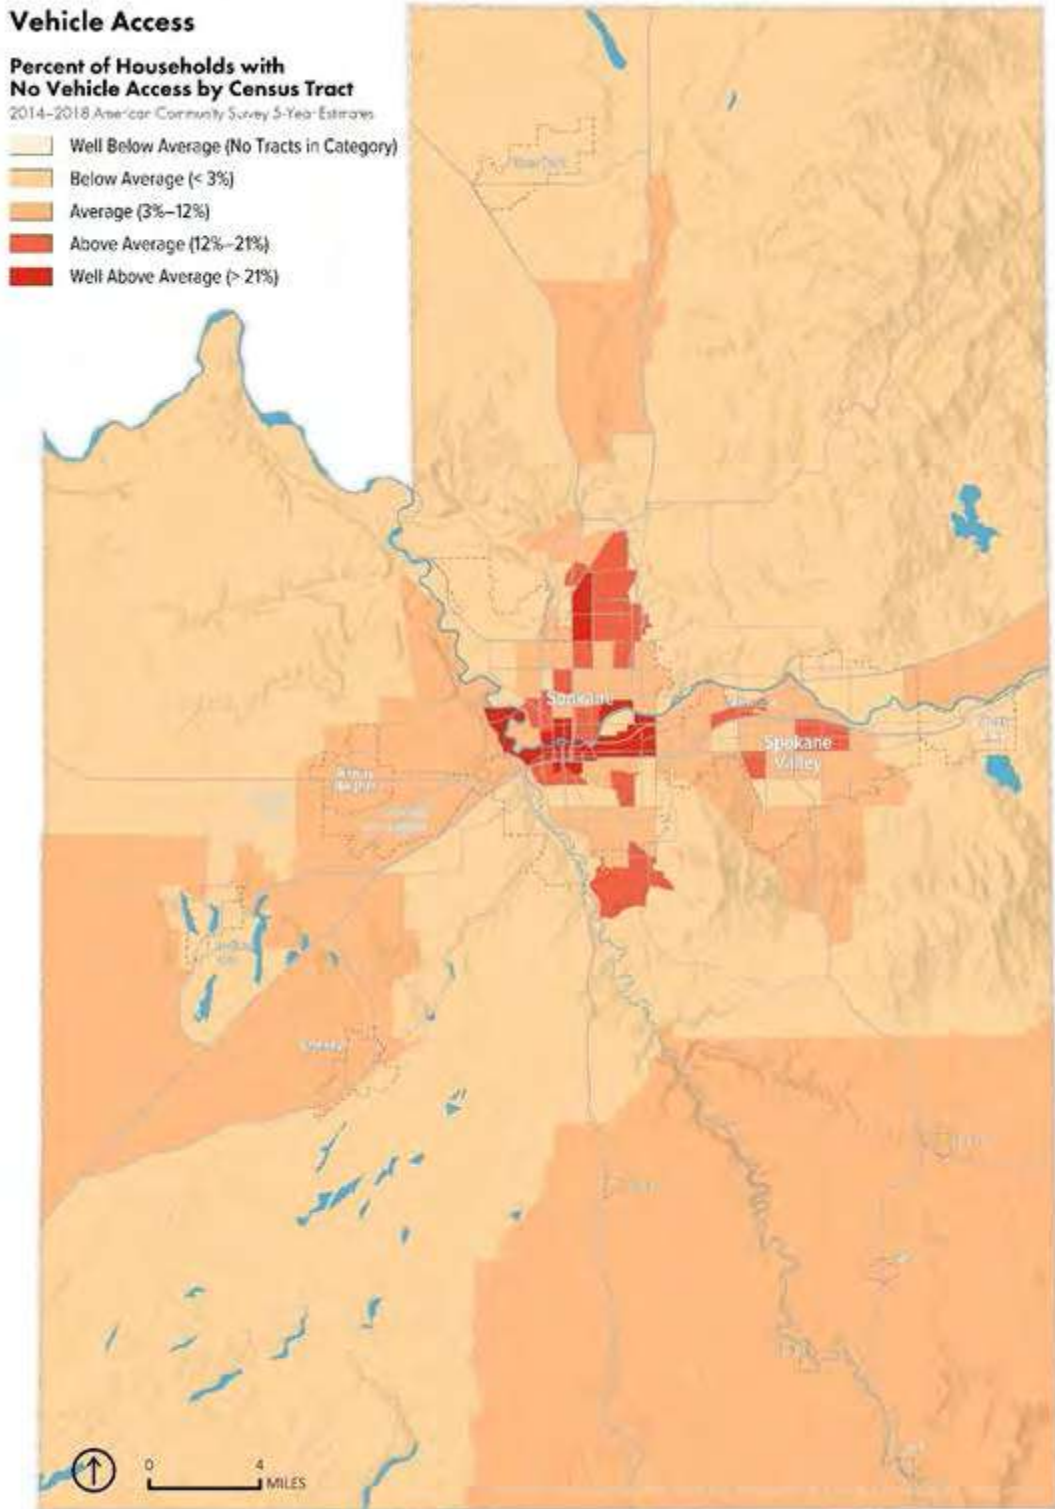 Vehicle Access
Percent of Households with
No Vehicle Access by Census Tract
2014–2018 American Community Survey 5-Year Estimates
Well Below Average (No Tracts in Category)
Below Average (< 3%)
Average (3%–12%)
Above Average (12%–21%)
Well Above Average (> 21%)
Spokane
Spokane
Valley
Cheney
0 4
MILES